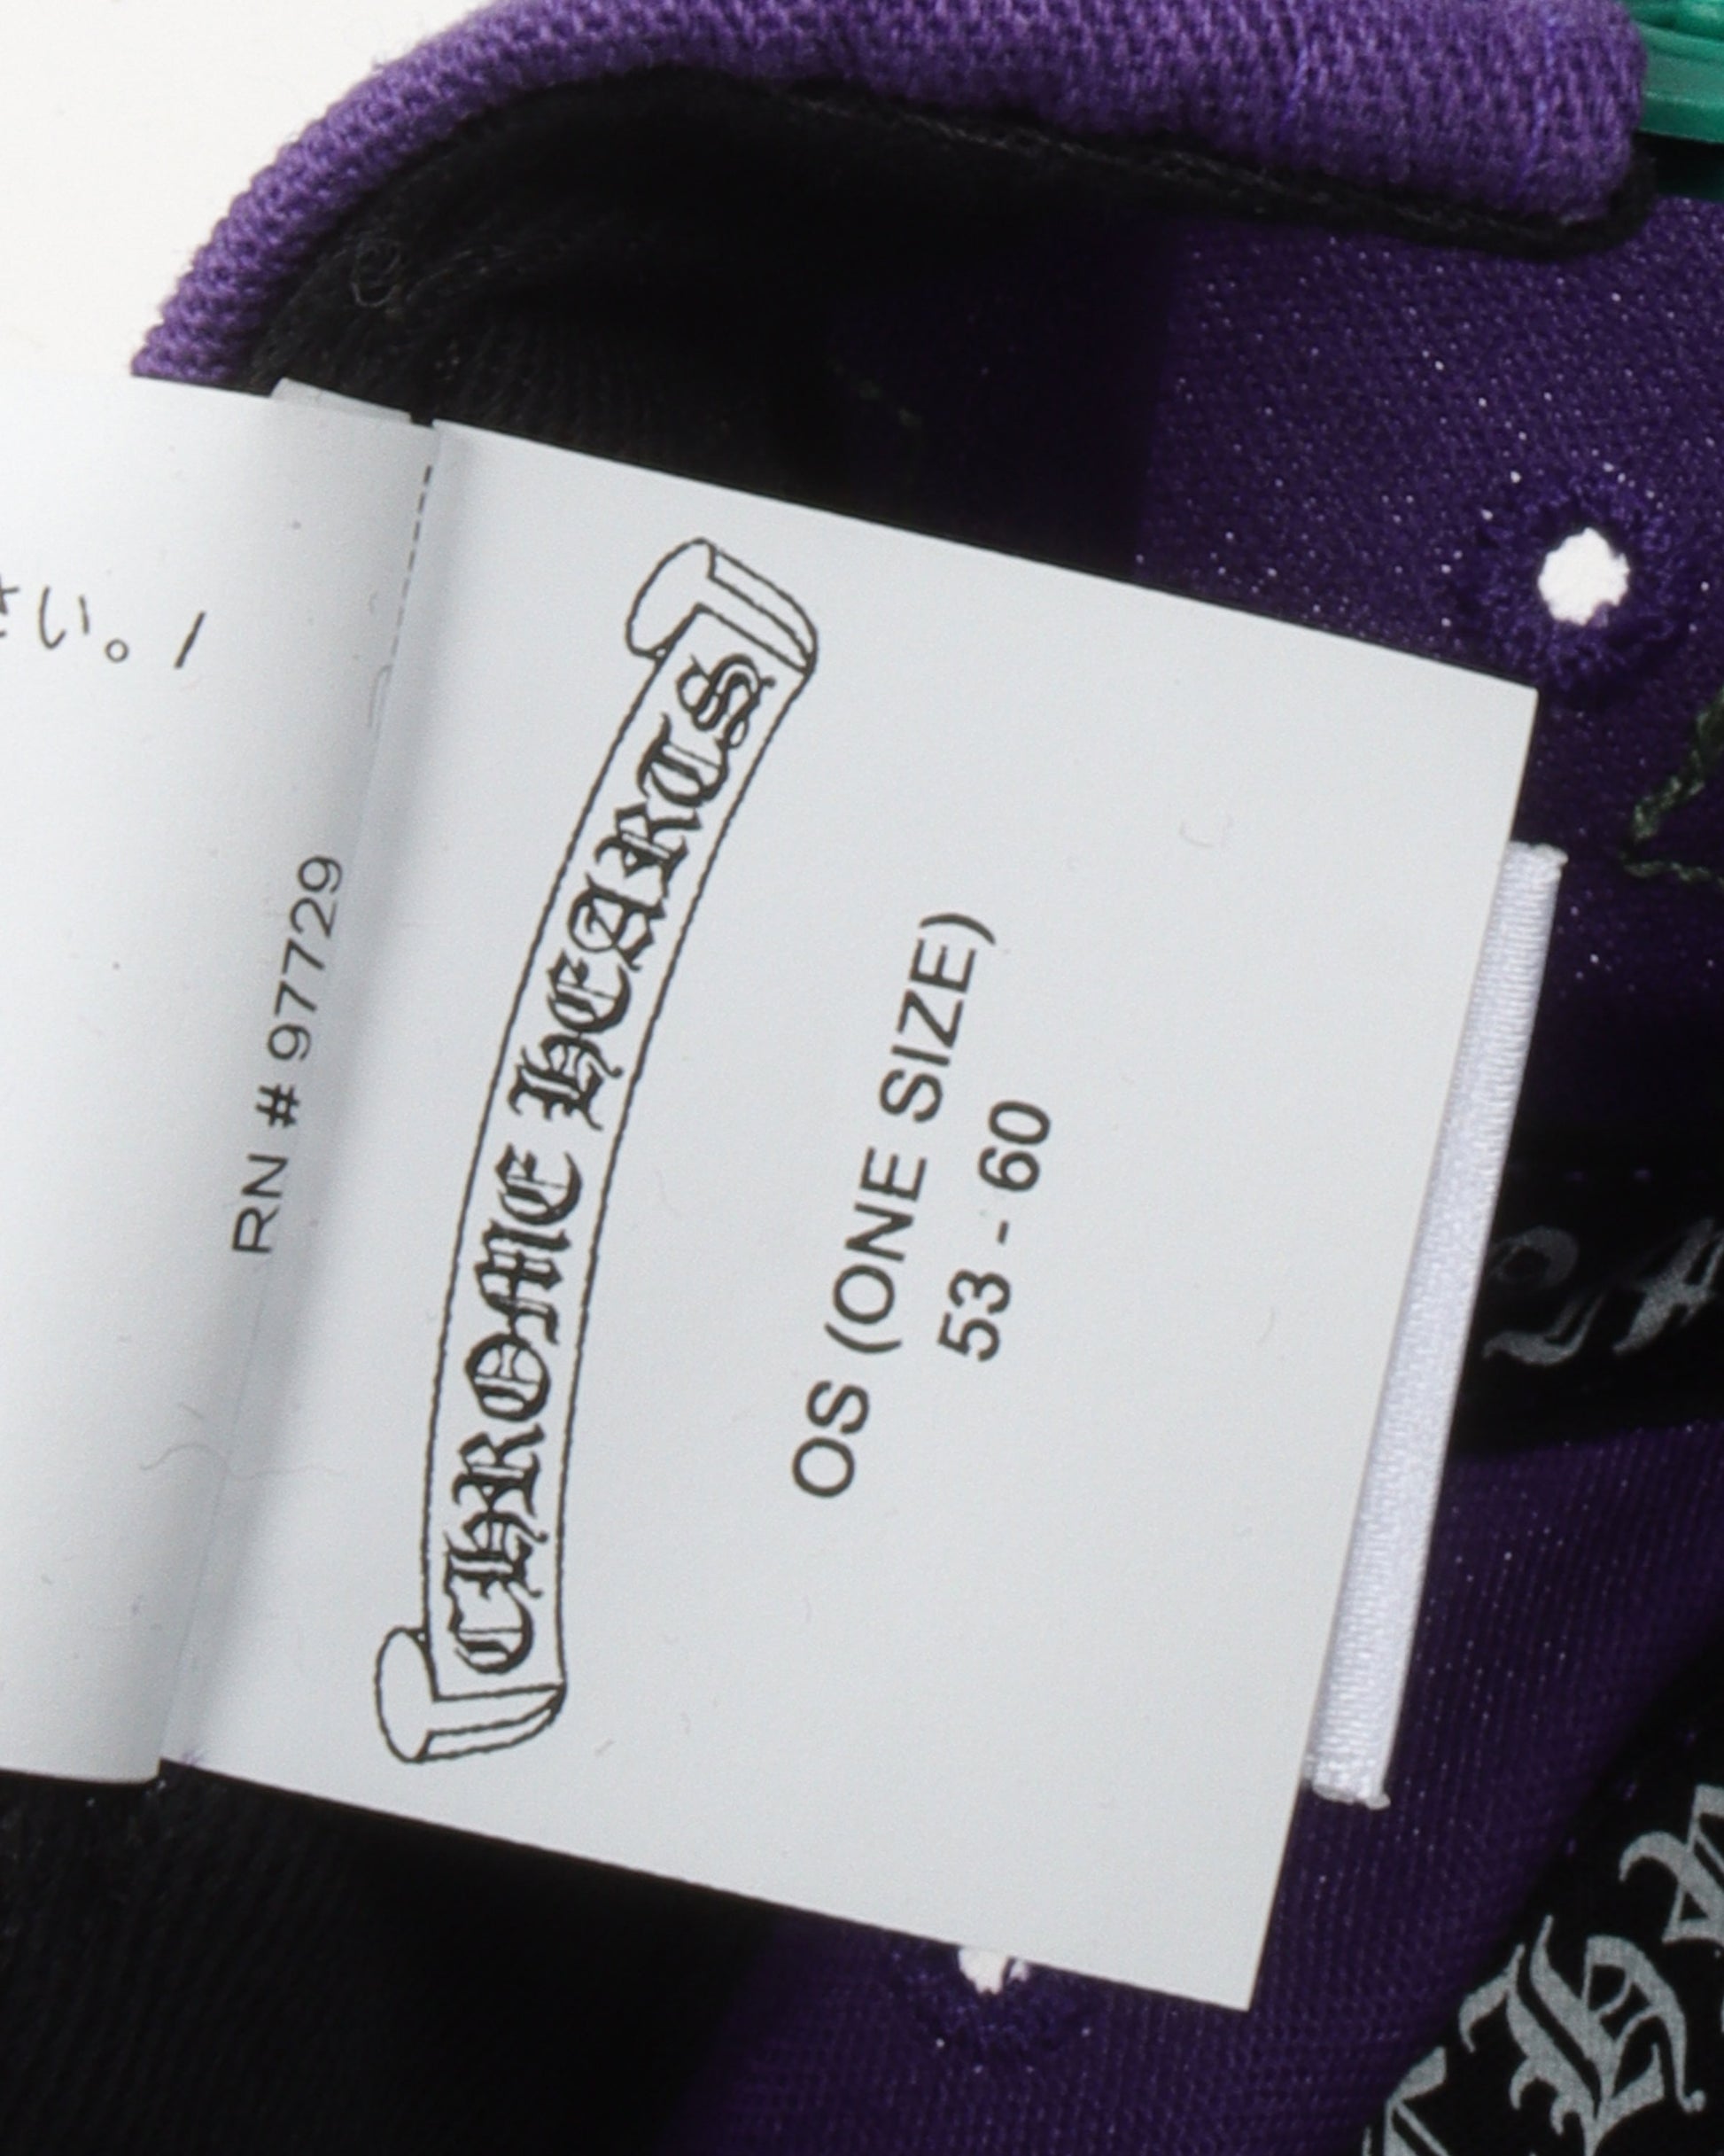 さい。/
RN # 97729
CHROME HEARTS
OS (ONE SIZE)
53 - 60